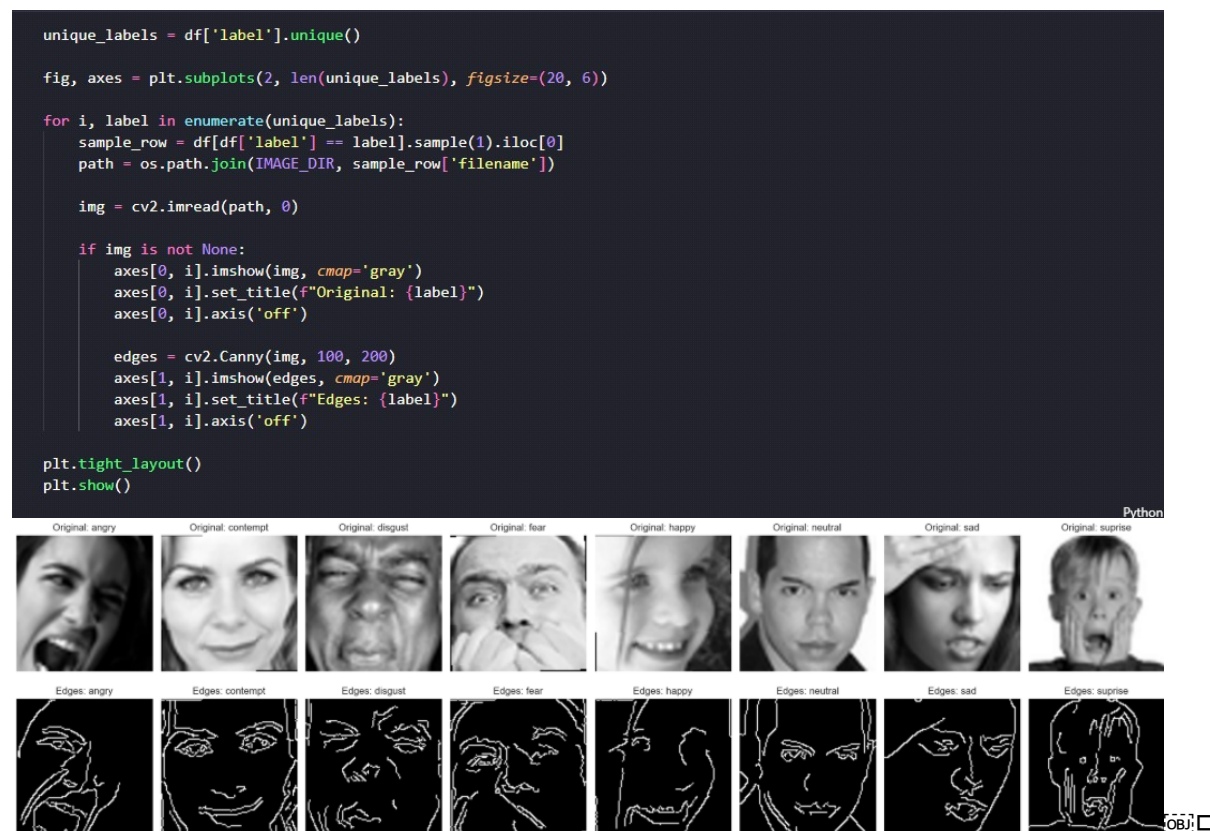 unique_labels = df['label'].unique()
fig, axes = plt.subplots(2, len(unique_labels), figsize=(20, 6))
for i, label in enumerate(unique_labels):
    sample_row = df[df['label'] == label].sample(1).iloc[0]
    path = os.path.join(IMAGE_DIR, sample_row['filename'])
    img = cv2.imread(path, 0)
    if img is not None:
        axes[0, i].imshow(img, cmap='gray')
        axes[0, i].set_title(f"Original: {label}")
        axes[0, i].axis('off')
        edges = cv2.Canny(img, 100, 200)
        axes[1, i].imshow(edges, cmap='gray')
        axes[1, i].set_title(f"Edges: {label}")
        axes[1, i].axis('off')
plt.tight_layout()
plt.show()
Python
Original: angry Original: contempt Original: disgust Original: fear Original: happy Original: neutral Original: sad Original: suprise
Edges: angry Edges: contempt Edges: disgust Edges: fear Edges: happy Edges: neutral Edges: sad Edges: suprise
OBJ